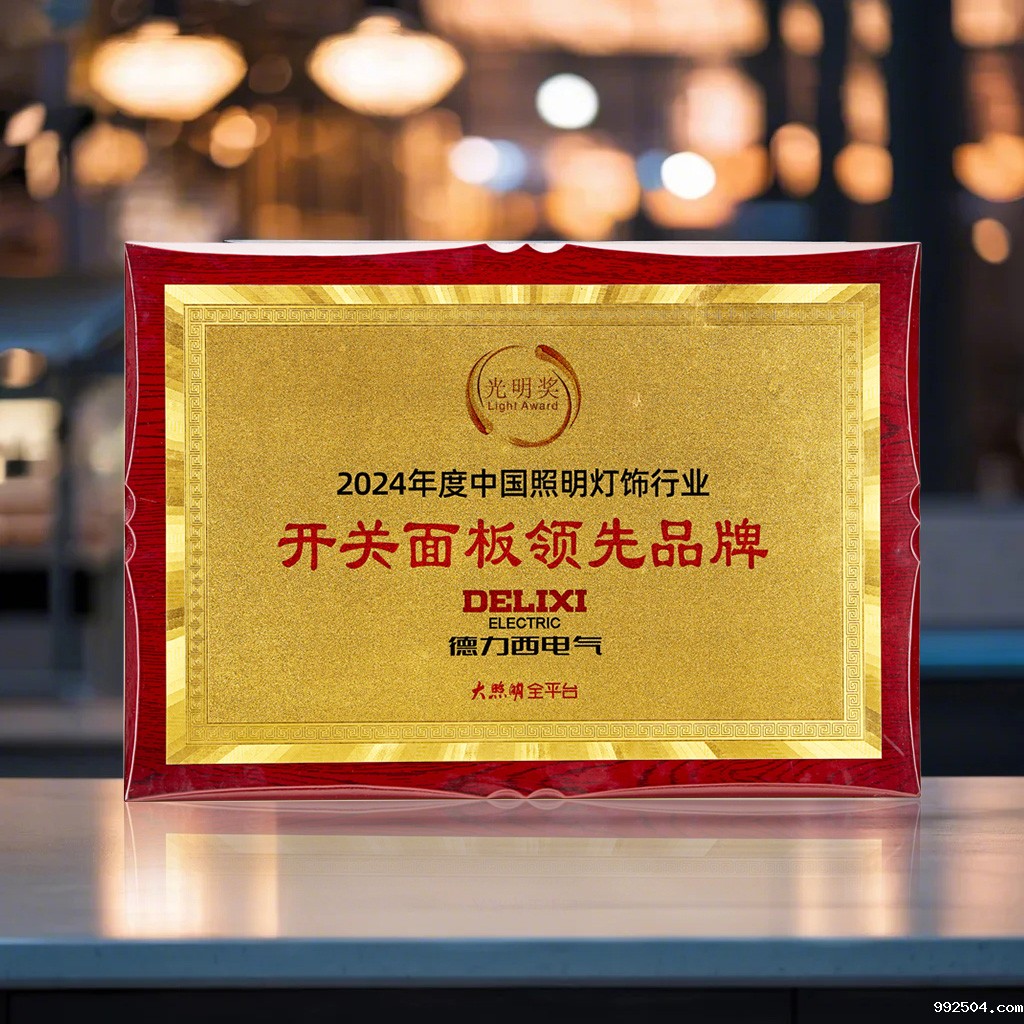 光明奖
Light Award
2024年度中国照明灯饰行业
开关面板领先品牌
DELIXI
ELECTRIC
德力西电气
大照明全平台
992504.com